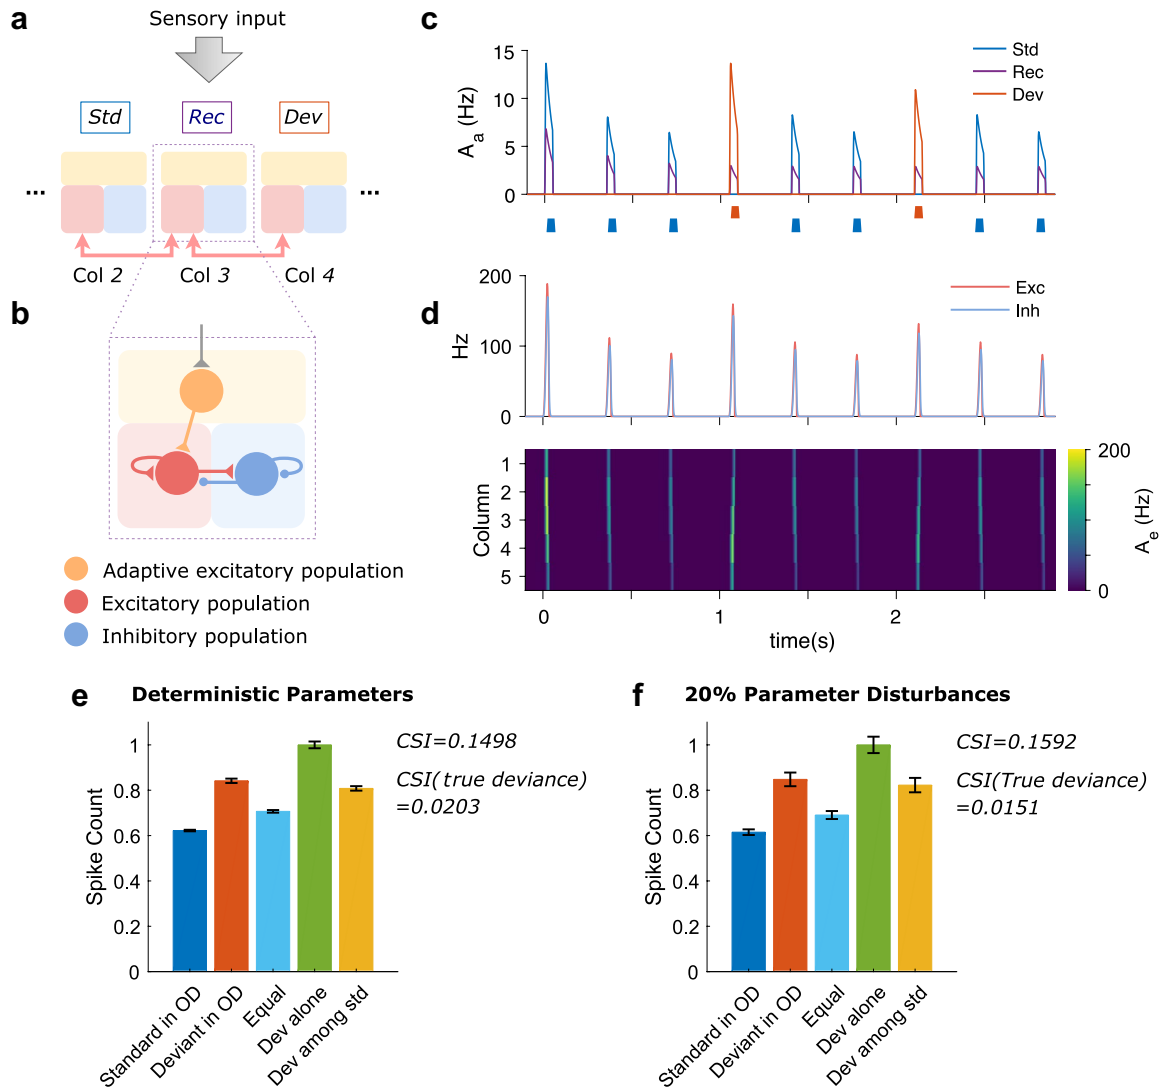 a
Sensory input
Std
Rec
Dev
...
...
Col 2
Col 3
Col 4
b
Adaptive excitatory population
Excitatory population
Inhibitory population
c
15
10
5
0
A_a (Hz)
Std
Rec
Dev
d
200
100
0
Hz
Exc
Inh
1
2
3
4
5
Column
0
1
2
time(s)
200
0
A_e (Hz)
e
Deterministic Parameters
1
0.8
0.6
0.4
0.2
0
Spike Count
CSI=0.1498
CSI(true deviance)
=0.0203
Standard in OD
Deviant in OD
Equal
Dev alone
Dev among std
f
20% Parameter Disturbances
1
0.8
0.6
0.4
0.2
0
Spike Count
CSI=0.1592
CSI(True deviance)
=0.0151
Standard in OD
Deviant in OD
Equal
Dev alone
Dev among std